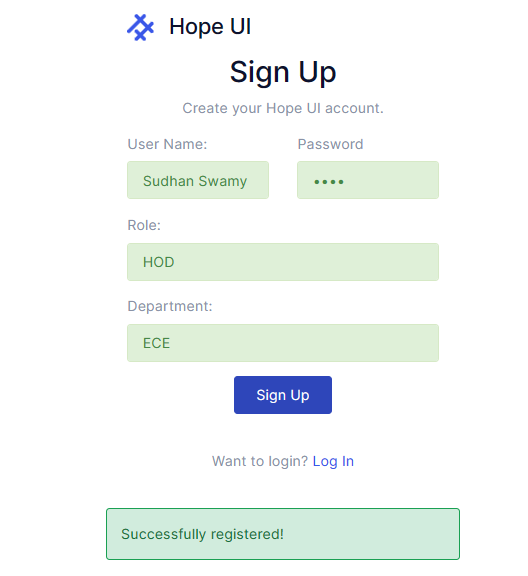 Hope UI
Sign Up
Create your Hope UI account.
User Name: Password
Sudhan Swamy ••••
Role:
HOD
Department:
ECE
Sign Up
Want to login? Log In
Successfully registered!